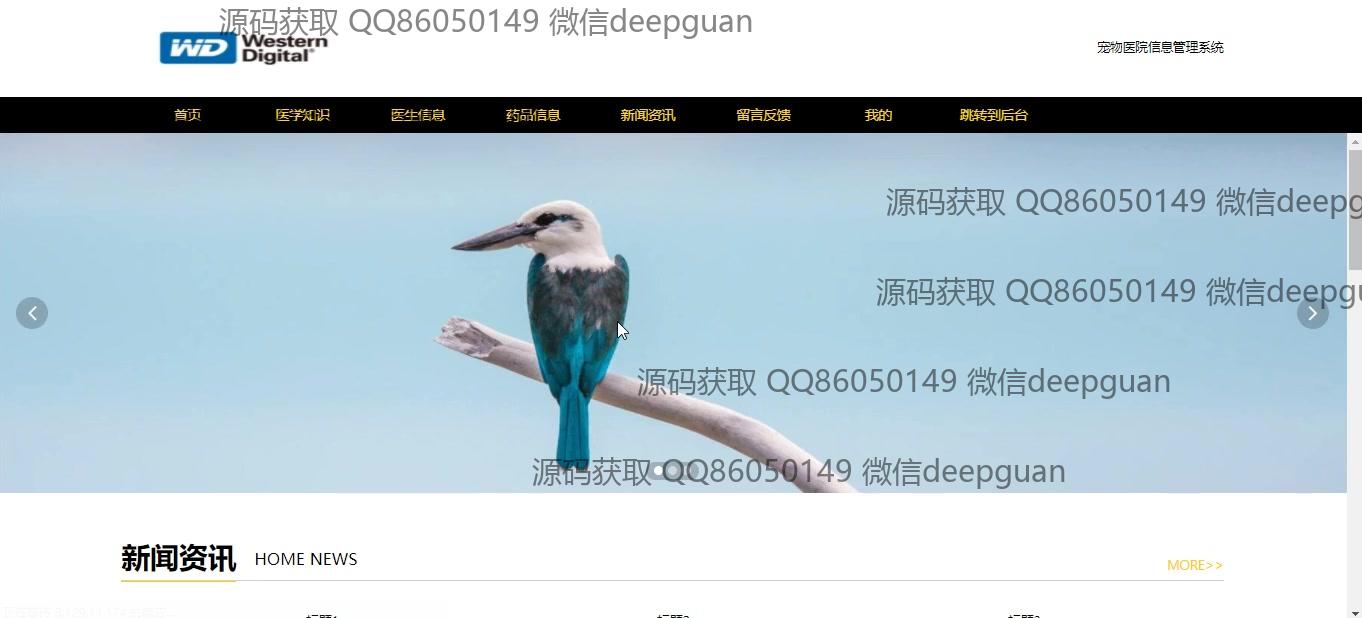 源码获取 QQ86050149 微信deepguan
WD Western
Digital
宠物医院信息管理系统
首页 医学知识 医生信息 药品信息 新闻资讯 留言反馈 我的 跳转到后台
源码获取 QQ86050149 微信deepg
源码获取 QQ86050149 微信deepgu
源码获取 QQ86050149 微信deepguan
源码获取 QQ86050149 微信deepguan
新闻资讯 HOME NEWS
MORE>>